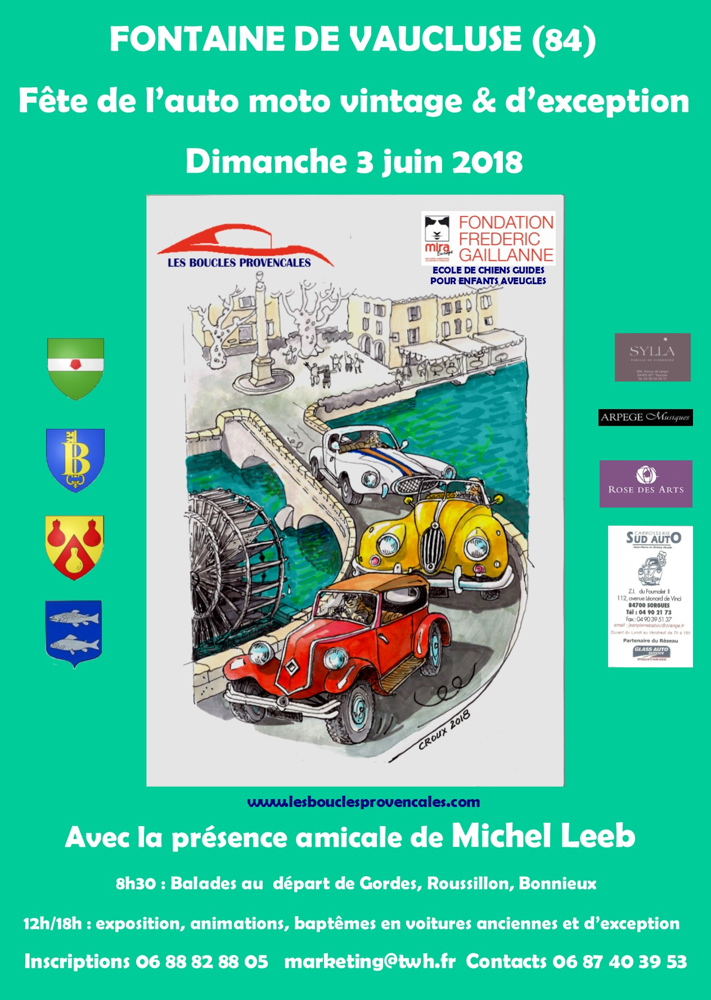 FONTAINE DE VAUCLUSE (84)
Fête de l'auto moto vintage & d'exception
Dimanche 3 juin 2018
LES BOUCLES PROVENCALES
mira
Europe
FONDATION
FREDERIC
GAILLANNE
ECOLE DE CHIENS GUIDES
POUR ENFANTS AVEUGLES
B
SYLLA
FAMILLE DE VIGNERONS
ARPEGE Musiques
ROSE DES ARTS
CARROSSERIE
SUD AUTO
Z.I. du Fournalet II
112, avenue Léonard de Vinci
84700 SORGUES
Tél : 04 90 21 73
Fax : 04 90 39 51 37
email : jeanpierrebabou@orange.fr
Ouvert du Lundi au Vendredi de 7h à 18h
Partenaire du Réseau
GLASS AUTO
SERVICE
CROUX 2018
www.lesbouclesprovencales.com
Avec la présence amicale de Michel Leeb
8h30 : Balades au départ de Gordes, Roussillon, Bonnieux
12h/18h : exposition, animations, baptêmes en voitures anciennes et d'exception
Inscriptions 06 88 82 88 05 marketing@twh.fr Contacts 06 87 40 39 53